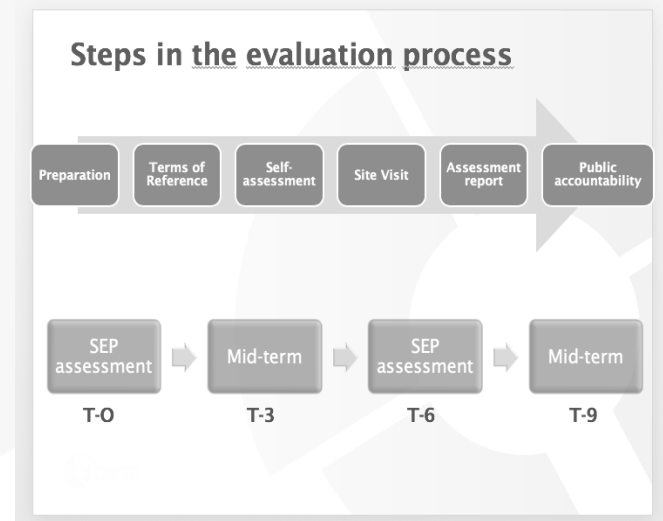 Steps in the evaluation process
Preparation
Terms of
Reference
Self-
assessment
Site Visit
Assessment
report
Public
accountability
SEP
assessment
Mid-term
SEP
assessment
Mid-term
T-0
T-3
T-6
T-9